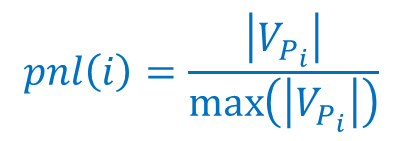 pnl(i) = |V_{P_i}| / max(|V_{P_i}|)